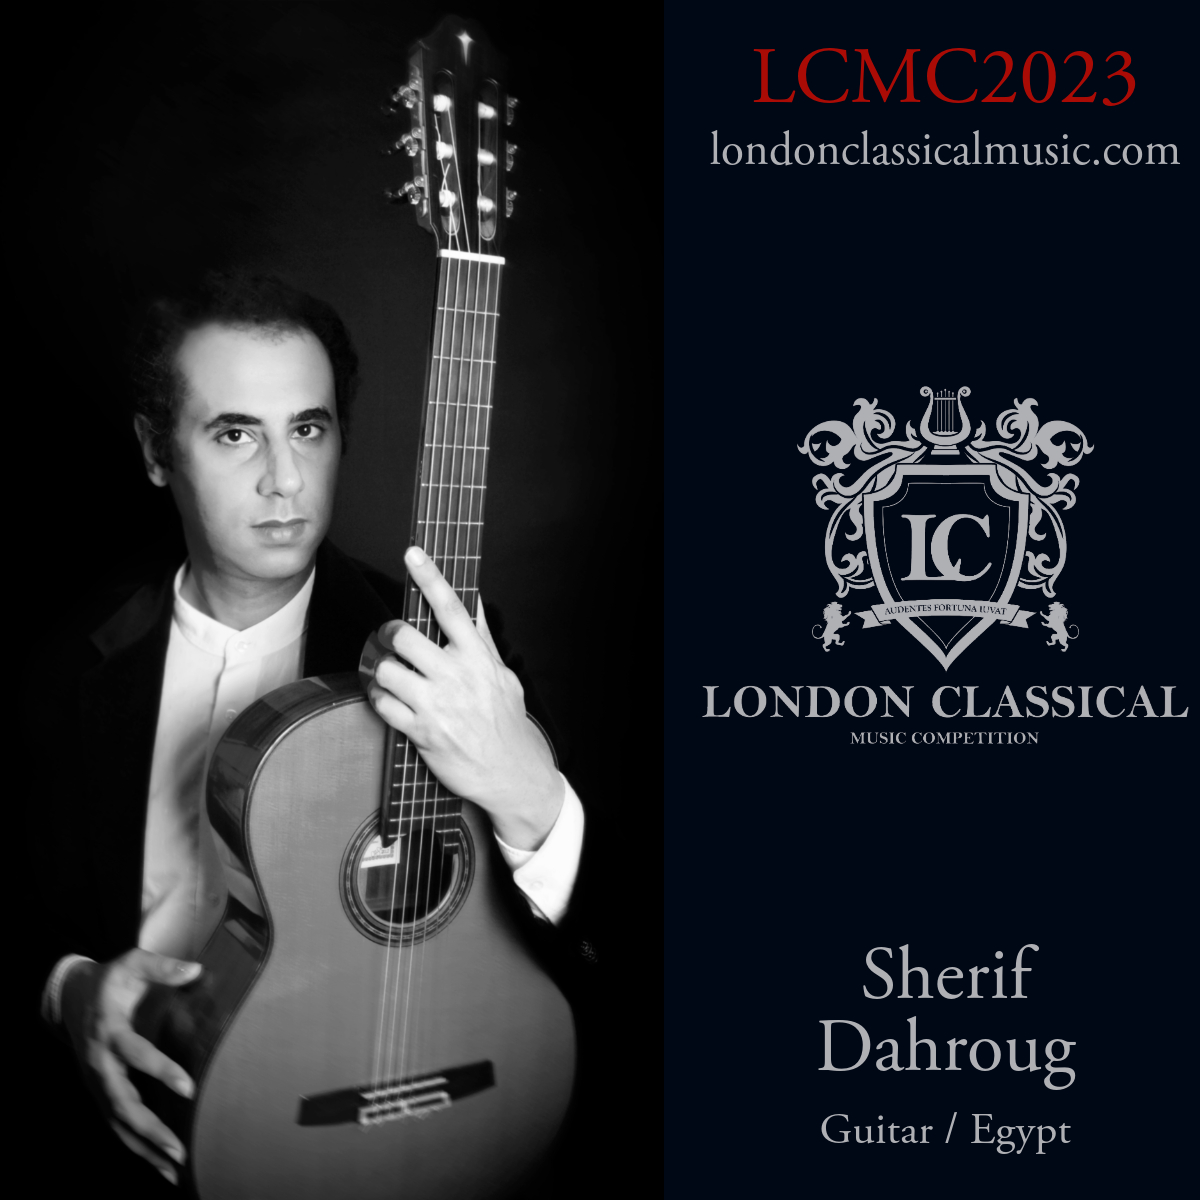 LCMC2023
londonclassicalmusic.com
LC
AUDENTES FORTUNA IUVAT
LONDON CLASSICAL
MUSIC COMPETITION
Sherif
Dahroug
Guitar / Egypt